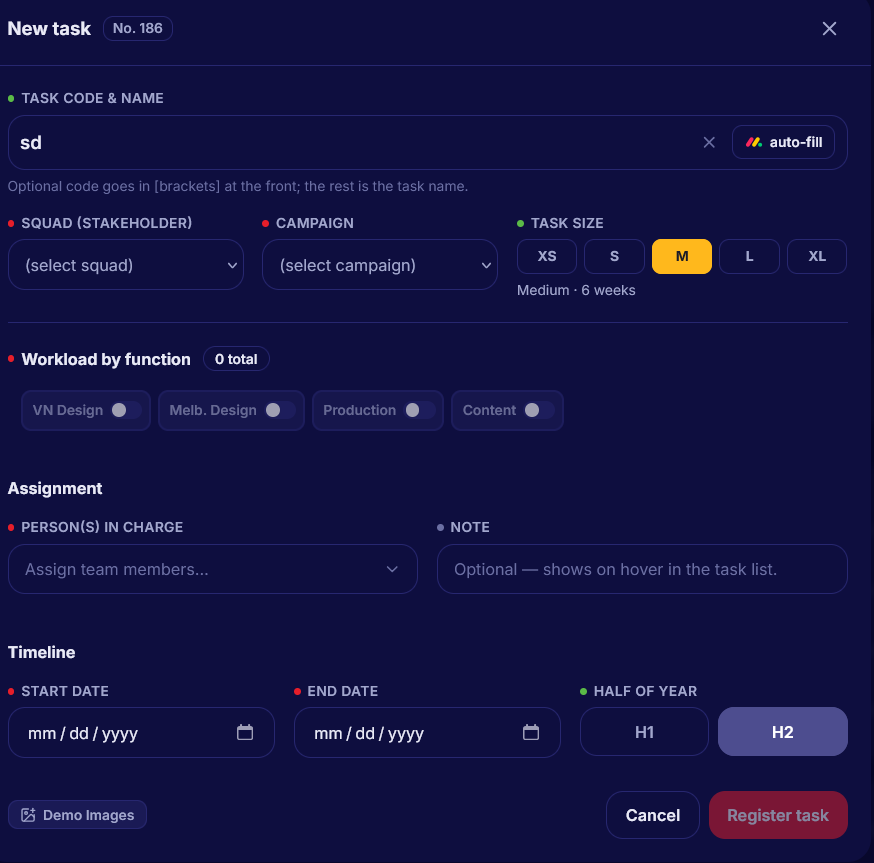 New task No. 186
TASK CODE & NAME
sd auto-fill
Optional code goes in [brackets] at the front; the rest is the task name.
SQUAD (STAKEHOLDER) CAMPAIGN TASK SIZE
(select squad) (select campaign) XS S M L XL
Medium · 6 weeks
Workload by function 0 total
VN Design Melb. Design Production Content
Assignment
PERSON(S) IN CHARGE NOTE
Assign team members... Optional — shows on hover in the task list.
Timeline
START DATE END DATE HALF OF YEAR
mm / dd / yyyy mm / dd / yyyy H1 H2
Demo Images Cancel Register task